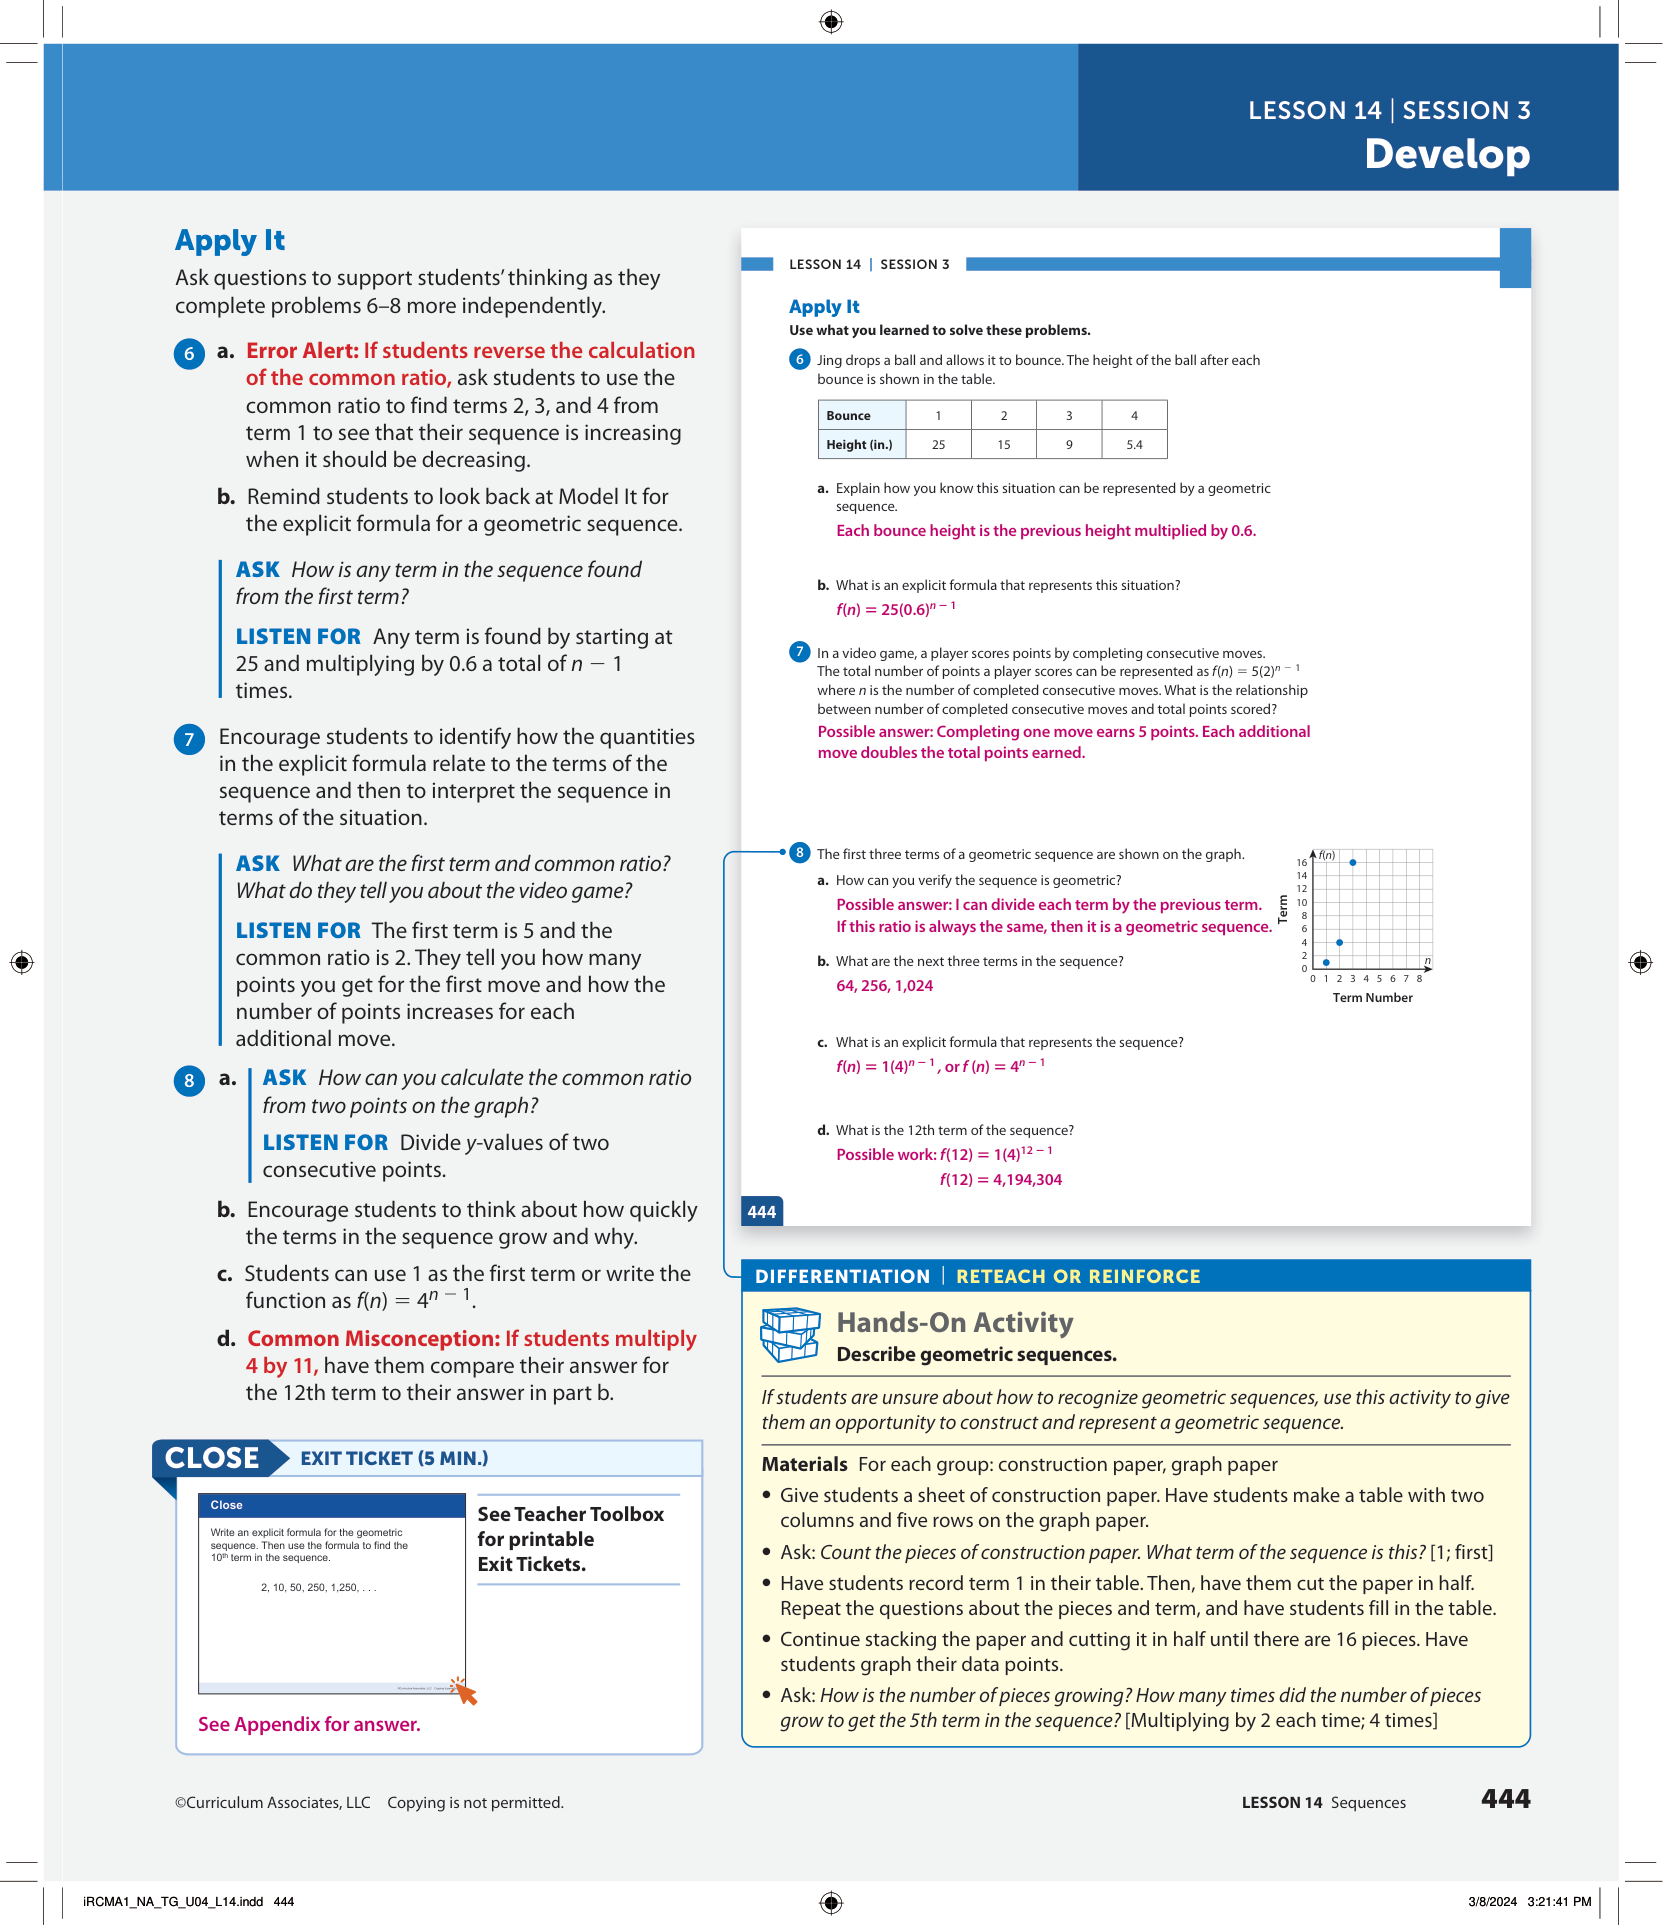 LESSON 14 | SESSION 3
Develop
Apply It
Ask questions to support students’ thinking as they
complete problems 6–8 more independently.
6 a. Error Alert: If students reverse the calculation
of the common ratio, ask students to use the
common ratio to find terms 2, 3, and 4 from
term 1 to see that their sequence is increasing
when it should be decreasing.
b. Remind students to look back at Model It for
the explicit formula for a geometric sequence.
ASK How is any term in the sequence found
from the first term?
LISTEN FOR Any term is found by starting at
25 and multiplying by 0.6 a total of n − 1
times.
7 Encourage students to identify how the quantities
in the explicit formula relate to the terms of the
sequence and then to interpret the sequence in
terms of the situation.
ASK What are the first term and common ratio?
What do they tell you about the video game?
LISTEN FOR The first term is 5 and the
common ratio is 2. They tell you how many
points you get for the first move and how the
number of points increases for each
additional move.
8 a. ASK How can you calculate the common ratio
from two points on the graph?
LISTEN FOR Divide y-values of two
consecutive points.
b. Encourage students to think about how quickly
the terms in the sequence grow and why.
c. Students can use 1 as the first term or write the
function as f(n) = 4ⁿ ⁻ ¹.
d. Common Misconception: If students multiply
4 by 11, have them compare their answer for
the 12th term to their answer in part b.
CLOSE EXIT TICKET (5 MIN.)
Close
Write an explicit formula for the geometric
sequence. Then use the formula to find the
10th term in the sequence.
2, 10, 50, 250, 1,250, . . .
See Teacher Toolbox
for printable
Exit Tickets.
See Appendix for answer.
LESSON 14 | SESSION 3
Apply It
Use what you learned to solve these problems.
6 Jing drops a ball and allows it to bounce. The height of the ball after each
bounce is shown in the table.
Bounce 1 2 3 4
Height (in.) 25 15 9 5.4
a. Explain how you know this situation can be represented by a geometric
sequence.
Each bounce height is the previous height multiplied by 0.6.
b. What is an explicit formula that represents this situation?
f(n) = 25(0.6)ⁿ ⁻ ¹
7 In a video game, a player scores points by completing consecutive moves.
The total number of points a player scores can be represented as f(n) = 5(2)ⁿ ⁻ ¹
where n is the number of completed consecutive moves. What is the relationship
between number of completed consecutive moves and total points scored?
Possible answer: Completing one move earns 5 points. Each additional
move doubles the total points earned.
8 The first three terms of a geometric sequence are shown on the graph.
a. How can you verify the sequence is geometric?
Possible answer: I can divide each term by the previous term.
If this ratio is always the same, then it is a geometric sequence.
b. What are the next three terms in the sequence?
64, 256, 1,024
c. What is an explicit formula that represents the sequence?
f(n) = 1(4)ⁿ ⁻ ¹, or f (n) = 4ⁿ ⁻ ¹
d. What is the 12th term of the sequence?
Possible work: f(12) = 1(4)¹² ⁻ ¹
f(12) = 4,194,304
f(n)
16
14
12
10
8
6
4
2
0
Term
n
0 1 2 3 4 5 6 7 8
Term Number
444
DIFFERENTIATION | RETEACH OR REINFORCE
Hands-On Activity
Describe geometric sequences.
If students are unsure about how to recognize geometric sequences, use this activity to give
them an opportunity to construct and represent a geometric sequence.
Materials For each group: construction paper, graph paper
• Give students a sheet of construction paper. Have students make a table with two
columns and five rows on the graph paper.
• Ask: Count the pieces of construction paper. What term of the sequence is this? [1; first]
• Have students record term 1 in their table. Then, have them cut the paper in half.
Repeat the questions about the pieces and term, and have students fill in the table.
• Continue stacking the paper and cutting it in half until there are 16 pieces. Have
students graph their data points.
• Ask: How is the number of pieces growing? How many times did the number of pieces
grow to get the 5th term in the sequence? [Multiplying by 2 each time; 4 times]
©Curriculum Associates, LLC Copying is not permitted.
LESSON 14 Sequences 444
iRCMA1_NA_TG_U04_L14.indd 444
3/8/2024 3:21:41 PM